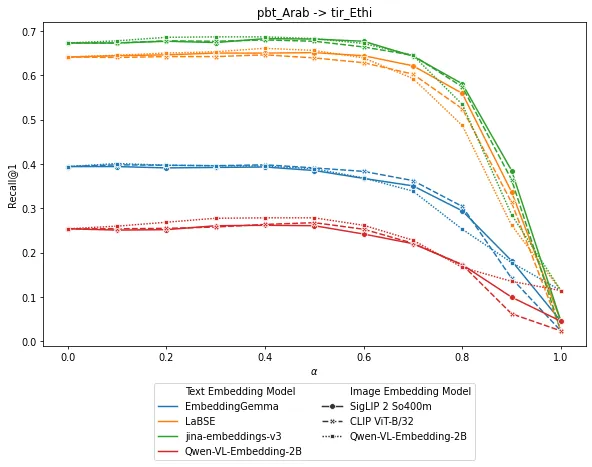 pbt_Arab -> tir_Ethi
Recall@1
0.7
0.6
0.5
0.4
0.3
0.2
0.1
0.0
0.0 0.2 0.4 0.6 0.8 1.0
α
Text Embedding Model Image Embedding Model
EmbeddingGemma SigLIP 2 So400m
LaBSE CLIP ViT-B/32
jina-embeddings-v3 Qwen-VL-Embedding-2B
Qwen-VL-Embedding-2B